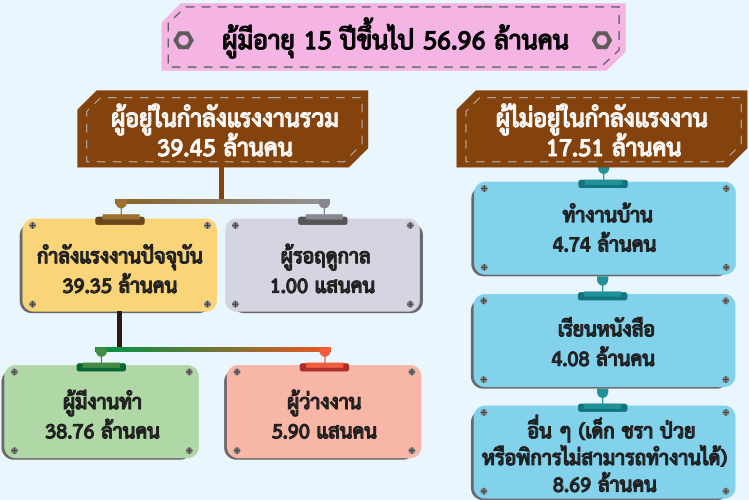 ผู้มีอายุ 15 ปีขึ้นไป 56.96 ล้านคน
ผู้อยู่ในกำลังแรงงานรวม
39.45 ล้านคน
ผู้ไม่อยู่ในกำลังแรงงาน
17.51 ล้านคน
กำลังแรงงานปัจจุบัน
39.35 ล้านคน
ผู้รอฤดูกาล
1.00 แสนคน
ผู้มีงานทำ
38.76 ล้านคน
ผู้ว่างงาน
5.90 แสนคน
ทำงานบ้าน
4.74 ล้านคน
เรียนหนังสือ
4.08 ล้านคน
อื่น ๆ (เด็ก ชรา ป่วย
หรือพิการไม่สามารถทำงานได้)
8.69 ล้านคน